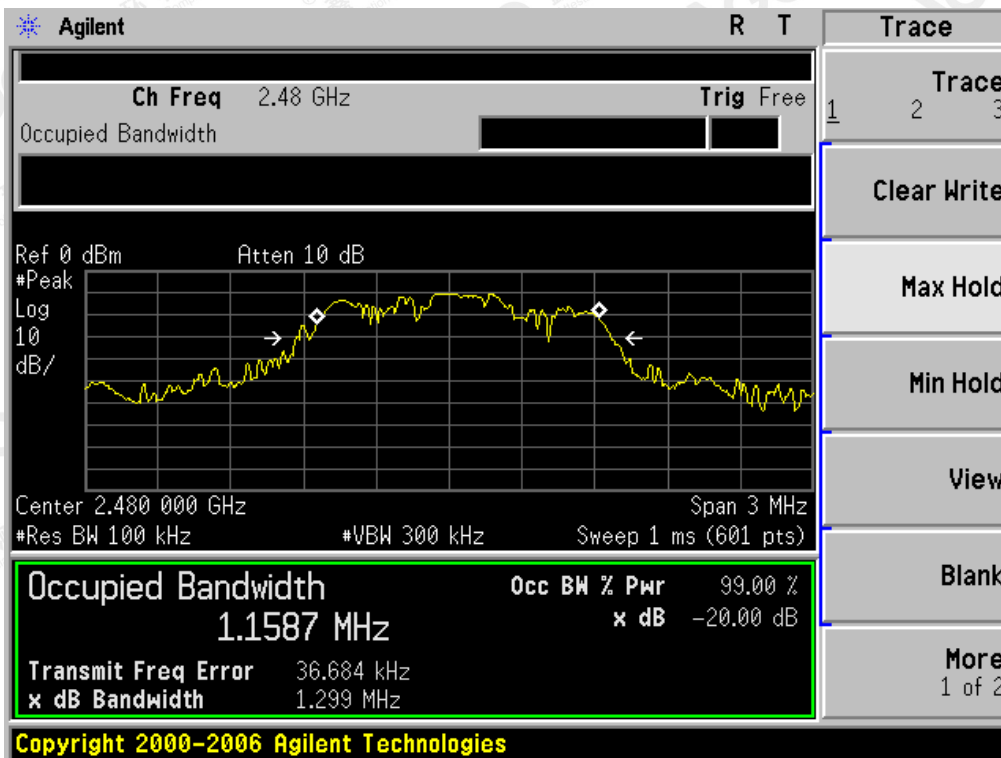 Agilent R T
Trace
Ch Freq 2.48 GHz Trig Free
Occupied Bandwidth
Trace
1 2 3
Clear Write
Max Hold
Min Hold
View
Blank
More
1 of 2
Ref 0 dBm Atten 10 dB
#Peak
Log
10
dB/
Center 2.480 000 GHz Span 3 MHz
#Res BW 100 kHz #VBW 300 kHz Sweep 1 ms (601 pts)
Occupied Bandwidth Occ BW % Pwr 99.00 %
1.1587 MHz x dB -20.00 dB
Transmit Freq Error 36.684 kHz
x dB Bandwidth 1.299 MHz
Copyright 2000-2006 Agilent Technologies